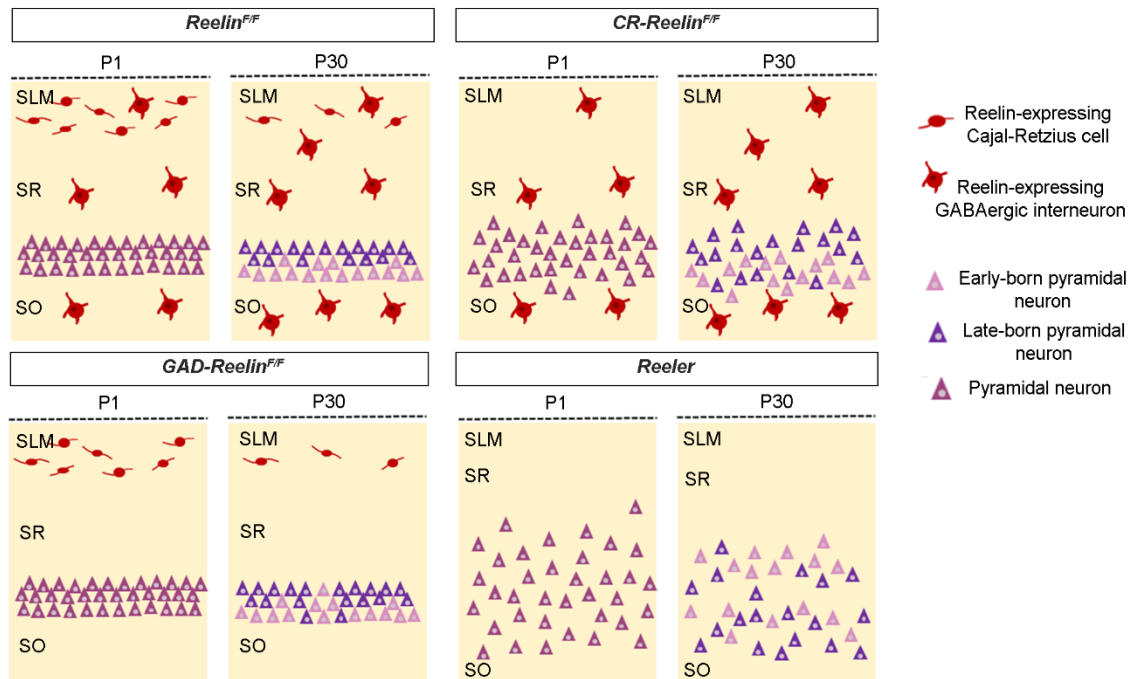 Reelin^F/F
P1
P30
SLM
SR
SO
SLM
SR
SO
CR-Reelin^F/F
P1
P30
SLM
SR
SO
SLM
SR
SO
GAD-Reelin^F/F
P1
P30
SLM
SR
SO
SLM
SR
SO
Reeler
P1
P30
SLM
SR
SO
SLM
SR
SO
Reelin-expressing
Cajal-Retzius cell
Reelin-expressing
GABAergic interneuron
Early-born pyramidal
neuron
Late-born pyramidal
neuron
Pyramidal neuron